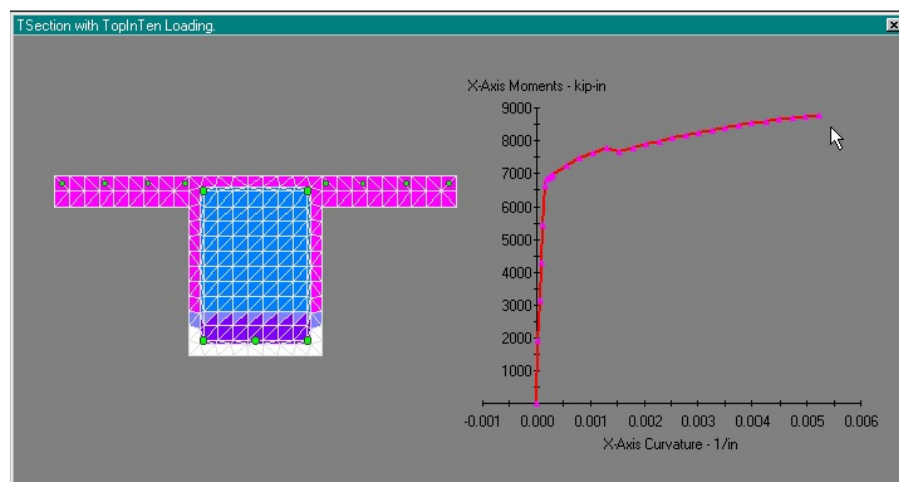 TSection with TopInTen Loading.
X-Axis Moments - kip-in
9000
8000
7000
6000
5000
4000
3000
2000
1000
-0.001 0.000 0.001 0.002 0.003 0.004 0.005 0.006
X-Axis Curvature - 1/in